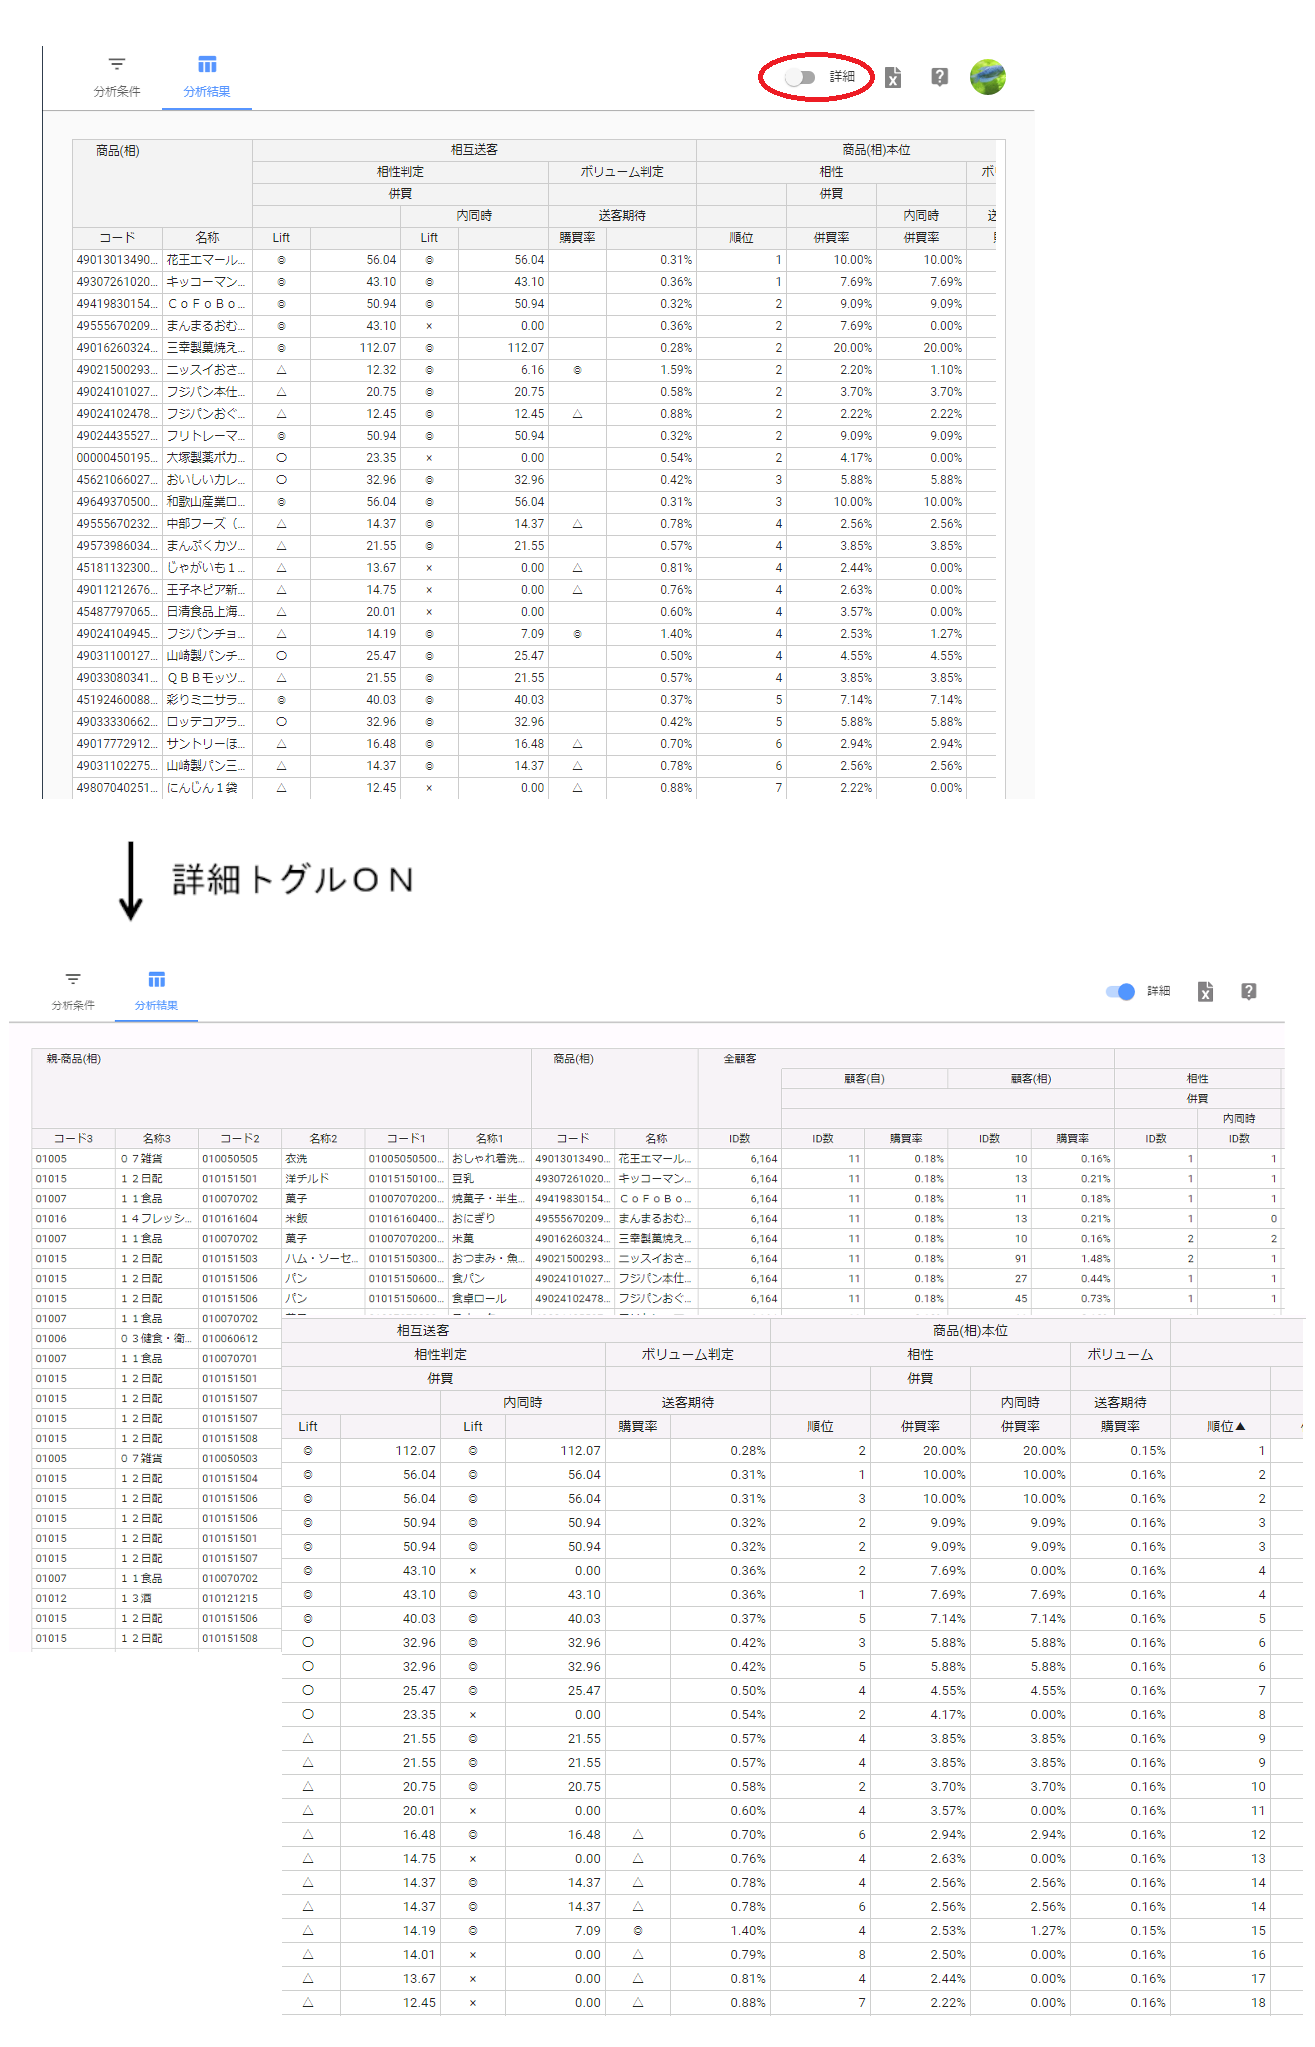 分析条件 分析結果 詳細
商品(相) 相互送客 商品(相)本位
相性判定 ボリューム判定 相性
併買 併買
内同時 送客期待 内同時
コード 名称 Lift Lift 購買率 順位 併買率 併買率
49013013490... 花王エマール... ◎ 56.04 ◎ 56.04 0.31% 1 10.00% 10.00%
49307261020... キッコーマン... ◎ 43.10 ◎ 43.10 0.36% 1 7.69% 7.69%
49419830154... ＣｏＦｏＢｏ... ◎ 50.94 ◎ 50.94 0.32% 2 9.09% 9.09%
49555670209... まんまるおむ... ◎ 43.10 × 0.00 0.36% 2 7.69% 0.00%
49016260324... 三幸製菓焼え... ◎ 112.07 ◎ 112.07 0.28% 2 20.00% 20.00%
49021500293... ニッスイおさ... △ 12.32 ◎ 6.16 ◎ 1.59% 2 2.20% 1.10%
49024101027... フジパン本仕... △ 20.75 ◎ 20.75 0.58% 2 3.70% 3.70%
49024102478... フジパンおぐ... △ 12.45 ◎ 12.45 △ 0.88% 2 2.22% 2.22%
49024435527... フリトレーマ... ◎ 50.94 ◎ 50.94 0.32% 2 9.09% 9.09%
00000450195... 大塚製薬ポカ... 〇 23.35 × 0.00 0.54% 2 4.17% 0.00%
45621066027... おいしいカレ... 〇 32.96 ◎ 32.96 0.42% 3 5.88% 5.88%
49649370500... 和歌山産業口... ◎ 56.04 ◎ 56.04 0.31% 3 10.00% 10.00%
49555670232... 中部フーズ（... △ 14.37 ◎ 14.37 △ 0.78% 4 2.56% 2.56%
49573986034... まんぷくカツ... △ 21.55 ◎ 21.55 0.57% 4 3.85% 3.85%
45181132300... じゃがいも１... △ 13.67 × 0.00 △ 0.81% 4 2.44% 0.00%
49011212676... 王子ネピア新... △ 14.75 × 0.00 △ 0.76% 4 2.63% 0.00%
45487797065... 日清食品上海... △ 20.01 × 0.00 0.60% 4 3.57% 0.00%
49024104945... フジパンチョ... △ 14.19 ◎ 7.09 ◎ 1.40% 4 2.53% 1.27%
49031100127... 山崎製パンチ... 〇 25.47 ◎ 25.47 0.50% 4 4.55% 4.55%
49033080341... ＱＢＢモッツ... △ 21.55 ◎ 21.55 0.57% 4 3.85% 3.85%
45192460088... 彩りミニサラ... ◎ 40.03 ◎ 40.03 0.37% 5 7.14% 7.14%
49033330662... ロッテコアラ... 〇 32.96 ◎ 32.96 0.42% 5 5.88% 5.88%
49017772912... サントリーほ... △ 16.48 ◎ 16.48 △ 0.70% 6 2.94% 2.94%
49031102275... 山崎製パン三... △ 14.37 ◎ 14.37 △ 0.78% 6 2.56% 2.56%
49807040251... にんじん１袋 △ 12.45 × 0.00 △ 0.88% 7 2.22% 0.00%
詳細トグルＯＮ
分析条件 分析結果 詳細
親-商品(相) 商品(相) 全顧客
顧客(自) 顧客(相) 相性
併買
内同時
コード3 名称3 コード2 名称2 コード1 名称1 コード 名称 ID数 ID数 購買率 ID数 購買率 ID数 ID数
01005 ０７雑貨 010050505 衣洗 01005050500... おしゃれ着洗... 49013013490... 花王エマール... 6,164 11 0.18% 10 0.16% 1 1
01015 １２日配 010151501 洋チルド 01015150100... 豆乳 49307261020... キッコーマン... 6,164 11 0.18% 13 0.21% 1 1
01007 １１食品 010070702 菓子 01007070200... 焼菓子・半生... 49419830154... ＣｏＦｏＢｏ... 6,164 11 0.18% 11 0.18% 1 1
01016 １４フレッシ... 010161604 米飯 01016160400... おにぎり 49555670209... まんまるおむ... 6,164 11 0.18% 13 0.21% 1 0
01007 １１食品 010070702 菓子 01007070200... 米菓 49016260324... 三幸製菓焼え... 6,164 11 0.18% 10 0.16% 2 2
01015 １２日配 010151503 ハム・ソーセ... 01015150300... おつまみ・魚... 49021500293... ニッスイおさ... 6,164 11 0.18% 91 1.48% 2 1
01015 １２日配 010151506 パン 01015150600... 食パン 49024101027... フジパン本仕... 6,164 11 0.18% 27 0.44% 1 1
01015 １２日配 010151506 パン 01015150600... 食卓ロール 49024102478... フジパンおぐ... 6,164 11 0.18% 45 0.73% 1 1
01007 １１食品 010070702
01006 ０３健食・衛... 010060612
01007 １１食品 010070701
01015 １２日配 010151501
01015 １２日配 010151507
01015 １２日配 010151507
01015 １２日配 010151508
01005 ０７雑貨 010050503
01015 １２日配 010151504
01015 １２日配 010151506
01015 １２日配 010151506
01015 １２日配 010151501
01015 １２日配 010151507
01007 １１食品 010070702
01012 １３酒 010121215
01015 １２日配 010151506
01015 １２日配 010151508
相互送客 商品(相)本位
相性判定 ボリューム判定 相性 ボリューム
併買 併買
内同時 送客期待 内同時 送客期待
Lift Lift 購買率 順位 併買率 併買率 購買率 順位▲
◎ 112.07 ◎ 112.07 0.28% 2 20.00% 20.00% 0.15% 1
◎ 56.04 ◎ 56.04 0.31% 1 10.00% 10.00% 0.16% 2
◎ 56.04 ◎ 56.04 0.31% 3 10.00% 10.00% 0.16% 2
◎ 50.94 ◎ 50.94 0.32% 2 9.09% 9.09% 0.16% 3
◎ 50.94 ◎ 50.94 0.32% 2 9.09% 9.09% 0.16% 3
◎ 43.10 × 0.00 0.36% 2 7.69% 0.00% 0.16% 4
◎ 43.10 ◎ 43.10 0.36% 1 7.69% 7.69% 0.16% 4
◎ 40.03 ◎ 40.03 0.37% 5 7.14% 7.14% 0.16% 5
〇 32.96 ◎ 32.96 0.42% 3 5.88% 5.88% 0.16% 6
〇 32.96 ◎ 32.96 0.42% 5 5.88% 5.88% 0.16% 6
〇 25.47 ◎ 25.47 0.50% 4 4.55% 4.55% 0.16% 7
〇 23.35 × 0.00 0.54% 2 4.17% 0.00% 0.16% 8
△ 21.55 ◎ 21.55 0.57% 4 3.85% 3.85% 0.16% 9
△ 21.55 ◎ 21.55 0.57% 4 3.85% 3.85% 0.16% 9
△ 20.75 ◎ 20.75 0.58% 2 3.70% 3.70% 0.16% 10
△ 20.01 × 0.00 0.60% 4 3.57% 0.00% 0.16% 11
△ 16.48 ◎ 16.48 △ 0.70% 6 2.94% 2.94% 0.16% 12
△ 14.75 × 0.00 △ 0.76% 4 2.63% 0.00% 0.16% 13
△ 14.37 ◎ 14.37 △ 0.78% 4 2.56% 2.56% 0.16% 14
△ 14.37 ◎ 14.37 △ 0.78% 6 2.56% 2.56% 0.16% 14
△ 14.19 ◎ 7.09 ◎ 1.40% 4 2.53% 1.27% 0.15% 15
△ 14.01 × 0.00 △ 0.79% 8 2.50% 0.00% 0.16% 16
△ 13.67 × 0.00 △ 0.81% 4 2.44% 0.00% 0.16% 17
△ 12.45 × 0.00 △ 0.88% 7 2.22% 0.00% 0.16% 18